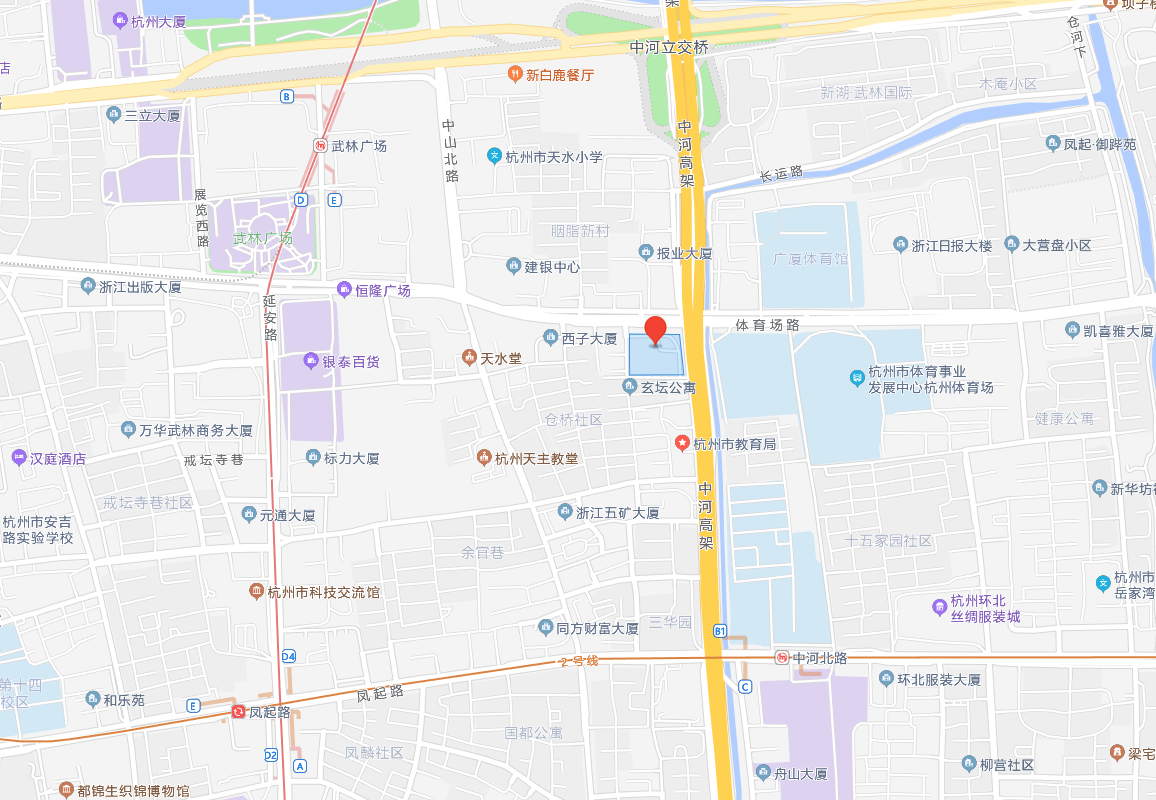 杭州大厦
中河立交桥
坝子桥
仓河下
店
新白鹿餐厅
木庵小区
新湖·武林国际
B
三立大厦
武林广场
中山北路
杭州市天水小学
中河高架
凤起·御跸苑
长运路
D
E
展览西路
武林广场
胭脂新村
报业大厦
广厦体育馆
浙江日报大楼
大营盘小区
建银中心
浙江出版大厦
恒隆广场
延安路
体育场路
凯喜雅大厦
西子大厦
银泰百货
天水堂
玄坛公寓
杭州市体育事业
发展中心杭州体育场
仓桥社区
健康公寓
万华武林商务大厦
杭州市教育局
汉庭酒店
戒坛寺巷
标力大厦
杭州天主教堂
戒坛寺巷社区
中河高架
新华坊社
元通大厦
浙江五矿大厦
杭州市安吉
路实验学校
余官巷
十五家园社区
杭州市科技交流馆
杭州市
岳家湾
杭州环北
丝绸服装城
同方财富大厦
三华园
B1
D4
2号线
中河北路
第十四
校区
和乐苑
E
凤起路
凤起路
C
环北服装大厦
国都公寓
D2
A
凤麟社区
舟山大厦
柳营社区
梁宅
都锦生织锦博物馆